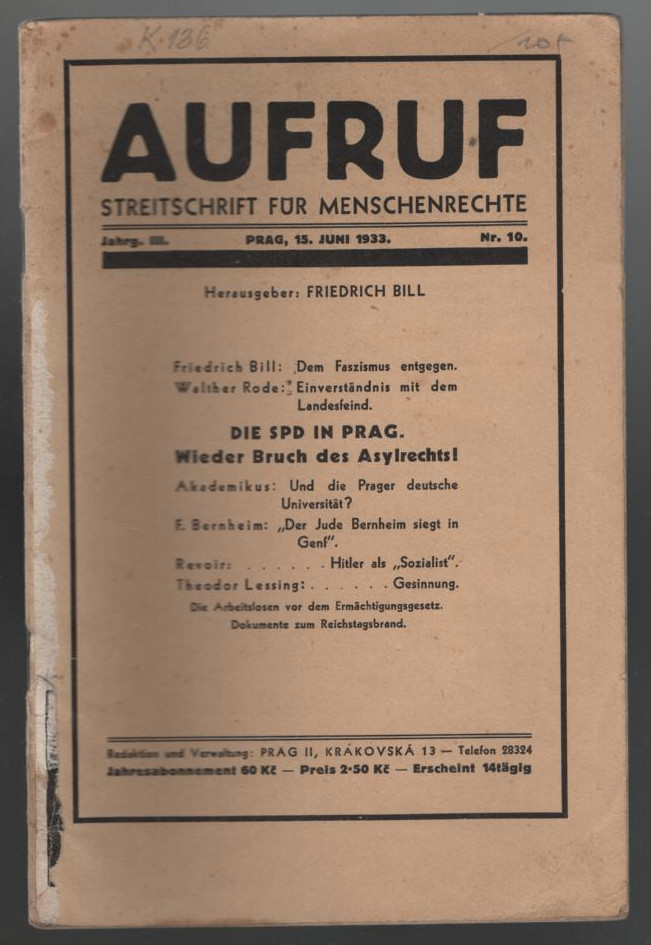 K·136
AUFRUF
STREITSCHRIFT FÜR MENSCHENRECHTE
Jahrg. III. PRAG, 15. JUNI 1933. Nr. 10.
Herausgeber: FRIEDRICH BILL
Friedrich Bill: Dem Faszismus entgegen.
Walther Rode: Einverständnis mit dem
Landesfeind.
DIE SPD IN PRAG.
Wieder Bruch des Asylrechts!
Akademikus: Und die Prager deutsche
Universität?
F. Bernheim: „Der Jude Bernheim siegt in
Genf".
Revoir: . . . . . . Hitler als „Sozialist".
Theodor Lessing: . . . . . . Gesinnung.
Die Arbeitslosen vor dem Ermächtigungsgesetz.
Dokumente zum Reichstagsbrand.
Redaktion und Verwaltung: PRAG II, KRAKOVSKÁ 13 — Telefon 28324
Jahresabonnement 60 Kč — Preis 2·50 Kč — Erscheint 14tägig